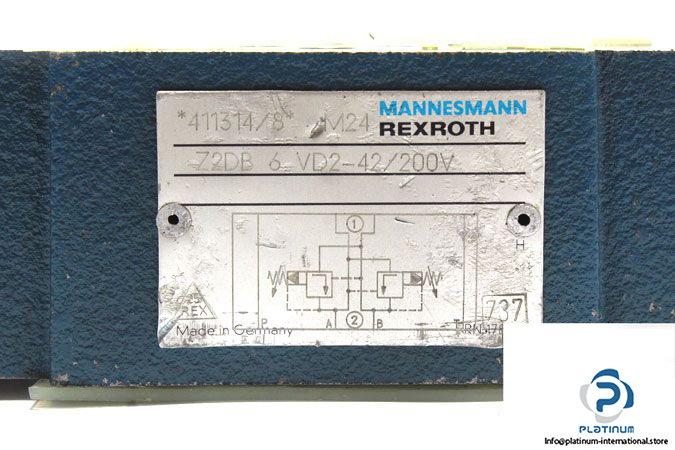 *411314/8* M24 MANNESMANN
REXROTH
Z2DB 6 VD2-42/200V
1
H
P A 2 B T
REX
737
Made in Germany
PLATINUM
Info@platinum-international.store